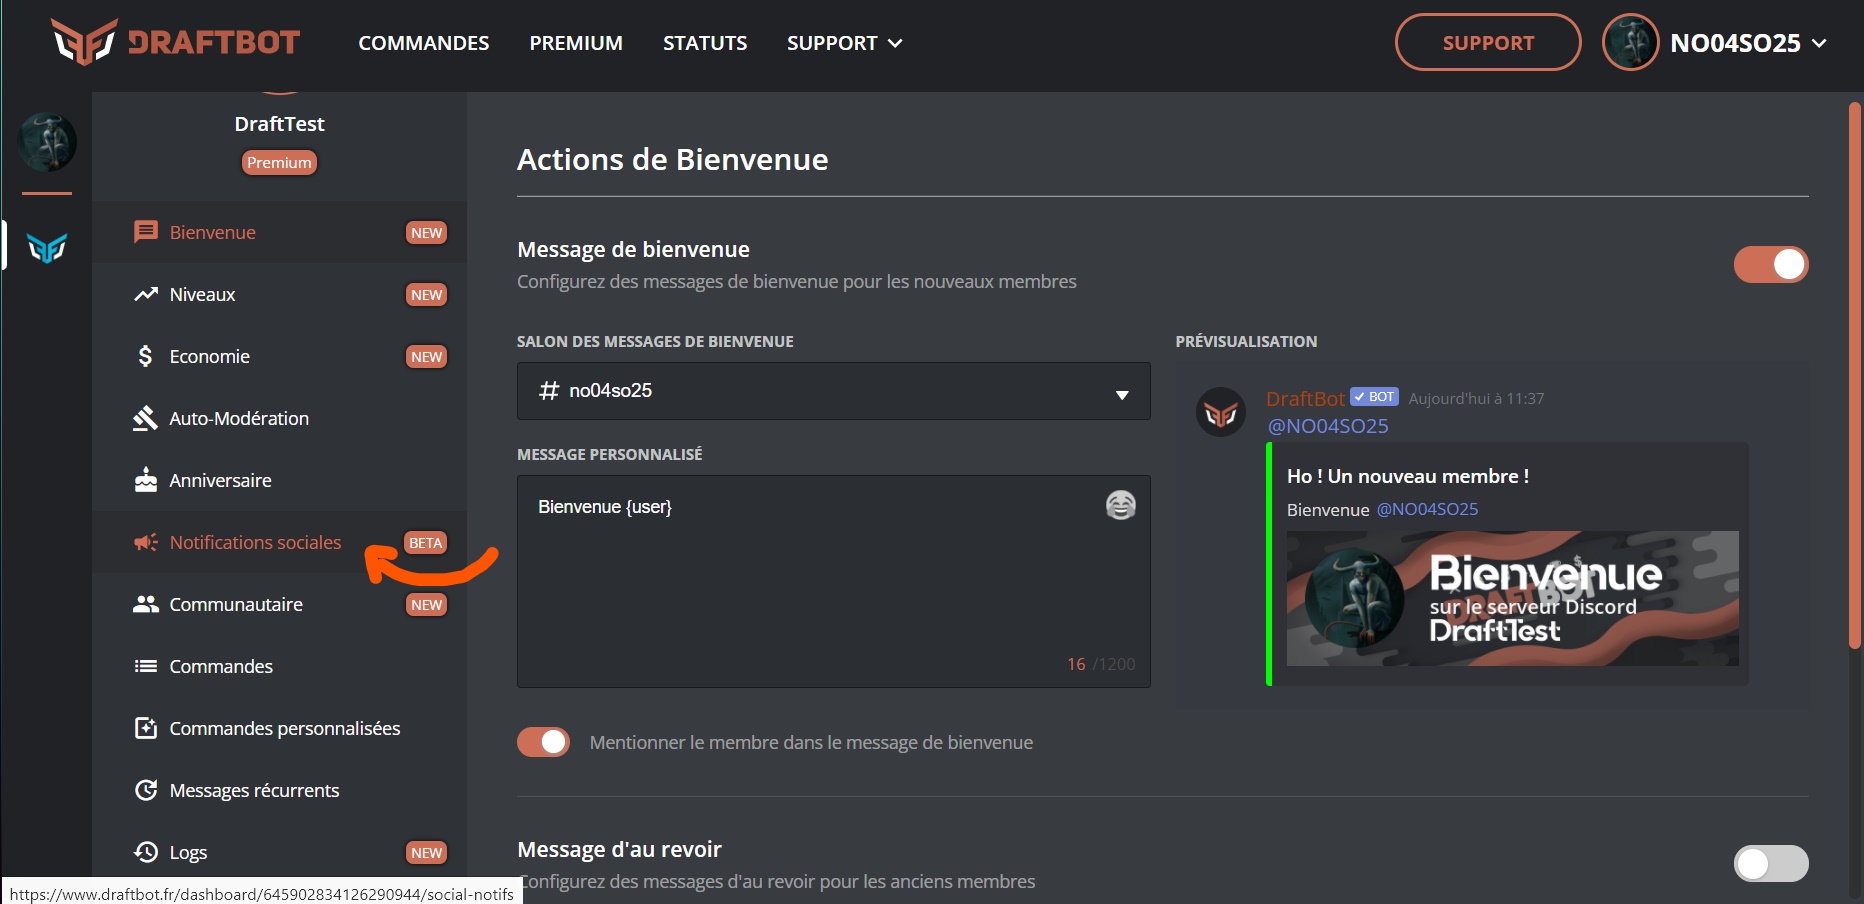 DRAFTBOT
COMMANDES
PREMIUM
STATUTS
SUPPORT
SUPPORT
NO04SO25
DraftTest
Premium
Bienvenue
NEW
Niveaux
NEW
Economie
NEW
Auto-Modération
Anniversaire
Notifications sociales
BETA
Communautaire
NEW
Commandes
Commandes personnalisées
Messages récurrents
Logs
NEW
https://www.draftbot.fr/dashboard/645902834126290944/social-notifs
Actions de Bienvenue
Message de bienvenue
Configurez des messages de bienvenue pour les nouveaux membres
SALON DES MESSAGES DE BIENVENUE
# no04so25
MESSAGE PERSONNALISÉ
Bienvenue {user}
16 /1200
Mentionner le membre dans le message de bienvenue
PRÉVISUALISATION
DraftBot ✓ BOT Aujourd'hui à 11:37
@NO04SO25
Ho ! Un nouveau membre !
Bienvenue @NO04SO25
Bienvenue
DRAFTBOT
sur le serveur Discord
DraftTest
Message d'au revoir
Configurez des messages d'au revoir pour les anciens membres